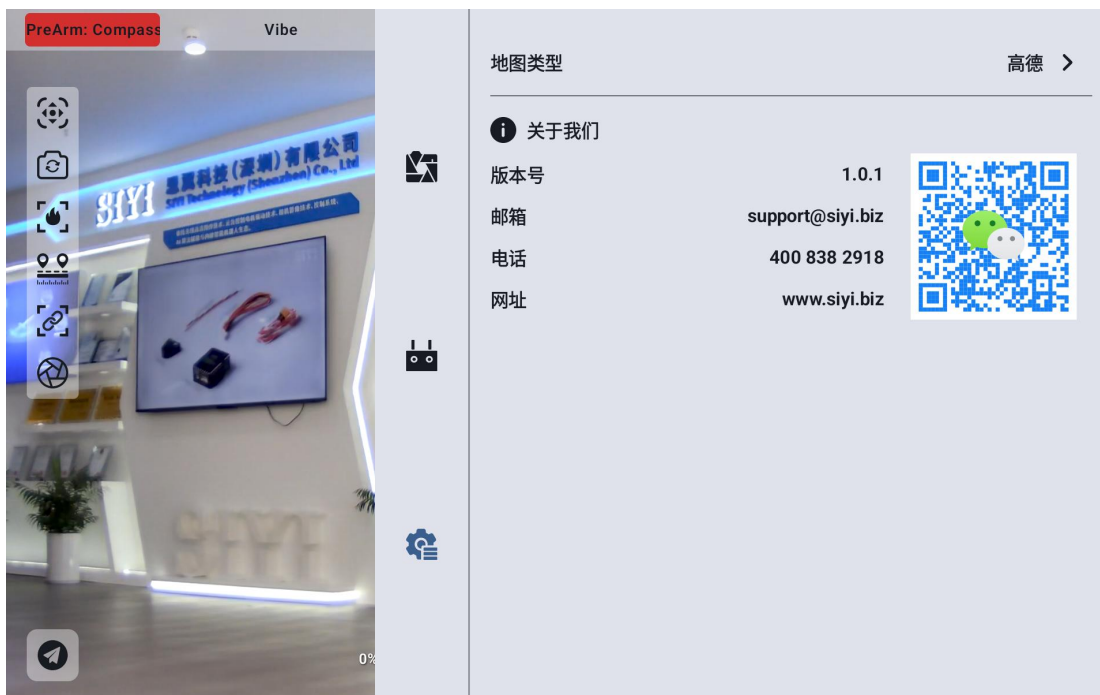 PreArm: Compass
Vibe
SIYI
思翼科技（深圳）有限公司
SIYI Technology (Shenzhen) Co., Ltd
SIYI
0%
地图类型
高德
关于我们
版本号
1.0.1
邮箱
support@siyi.biz
电话
400 838 2918
网址
www.siyi.biz